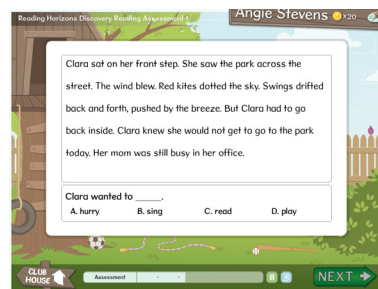 Reading Horizons Discovery Reading Assessment 1
Angie Stevens
×20
Clara sat on her front step. She saw the park across the
street. The wind blew. Red kites dotted the sky. Swings drifted
back and forth, pushed by the breeze. But Clara had to go
back inside. Clara knew she would not get to go to the park
today. Her mom was still busy in her office.
Clara wanted to _____.
A. hurry B. sing C. read D. play
CLUB
HOUSE
Assessment
NEXT